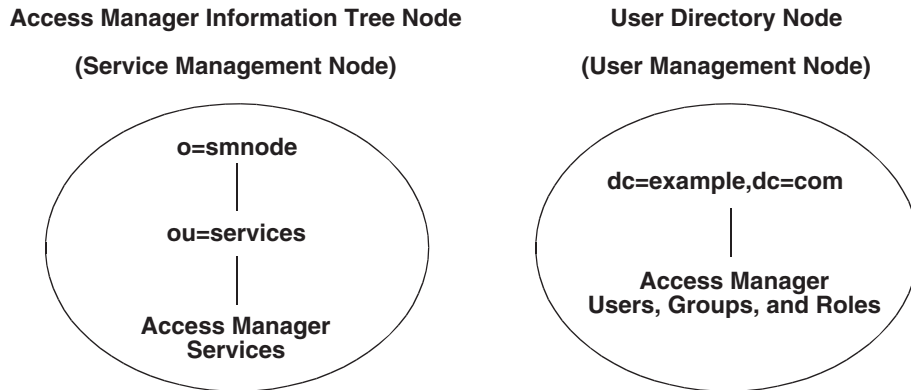 Access Manager Information Tree Node
(Service Management Node)
o=smnode
ou=services
Access Manager
Services
User Directory Node
(User Management Node)
dc=example,dc=com
Access Manager
Users, Groups, and Roles